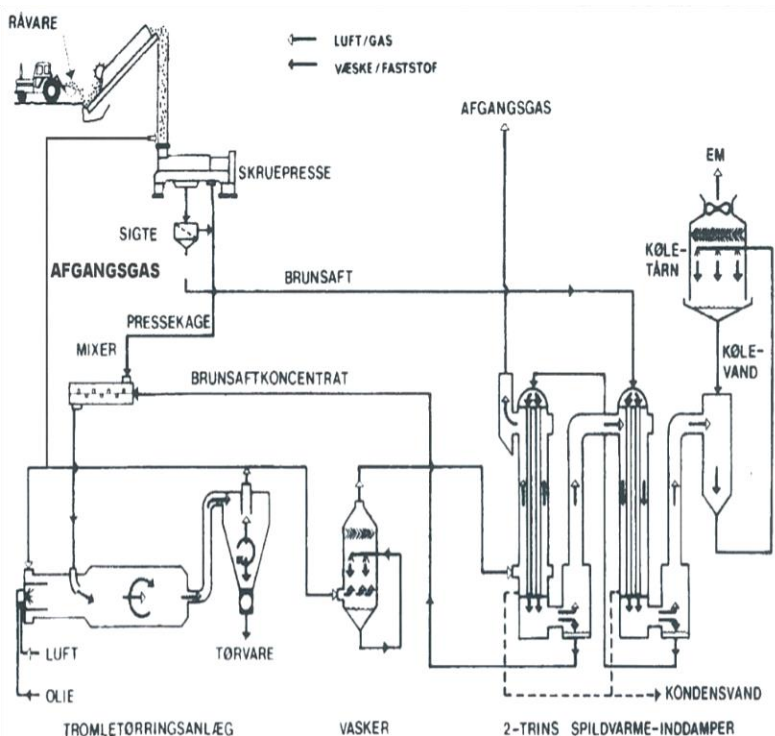 RÅVARE
LUFT/GAS
VÆSKE/FASTSTOF
AFGANGSGAS
SKRUEPRESSE
EM
SIGTE
KØLE-
TÅRN
AFGANGSGAS
BRUNSAFT
PRESSEKAGE
MIXER
KØLE-
VAND
BRUNSAFTKONCENTRAT
LUFT
TØRVARE
OLIE
KONDENSVAND
TROMLETØRRINGSANLÆG
VASKER
2-TRINS SPILDVARME-INDDAMPER